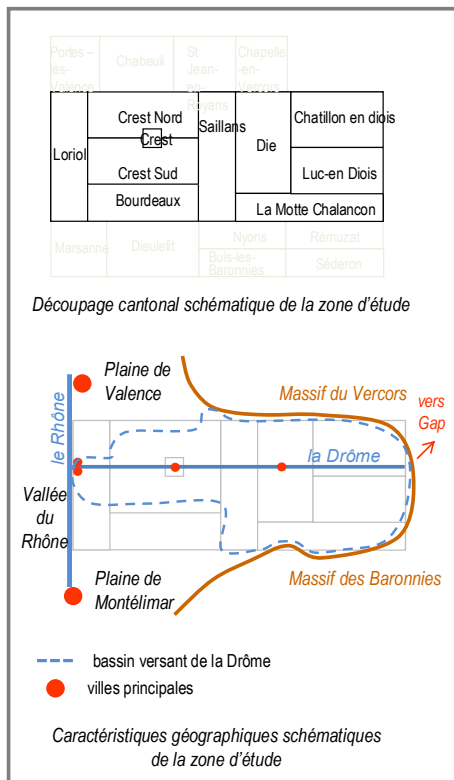 Portes –
lès-
Valence
Chabeuil
St
Jean-
en-
Royans
Chapelle
-en-
Vercors
Loriol
Crest Nord
Crest
Crest Sud
Bourdeaux
Saillans
Die
Chatillon en diois
Luc-en Diois
La Motte Chalancon
Marsanne
Dieulefit
Nyons
Buis-les-
Baronnies
Rémuzat
Séderon
Découpage cantonal schématique de la zone d'étude
Plaine de
Valence
le Rhône
Massif du Vercors
vers
Gap
la Drôme
Vallée
du
Rhône
Plaine de
Montélimar
Massif des Baronnies
bassin versant de la Drôme
villes principales
Caractéristiques géographiques schématiques
de la zone d'étude